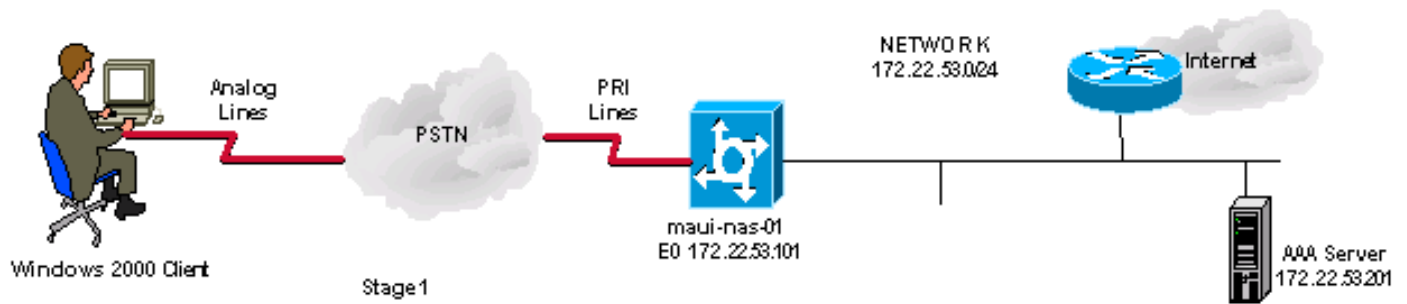 Analog
Lines
PSTN
PRI
Lines
NETWORK
172.22.53.0/24
Internet
maui-nas-01
E0 172.22.53.101
Windows 2000 Client
Stage1
AAA Server
172.22.53.201